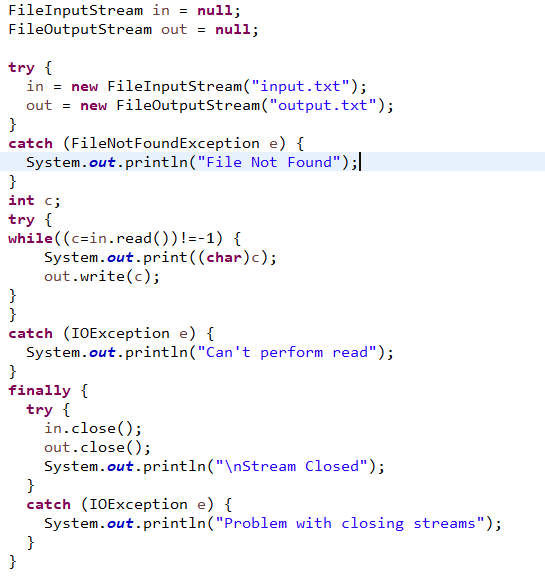 FileInputStream in = null;
FileOutputStream out = null;

try {
  in = new FileInputStream("input.txt");
  out = new FileOutputStream("output.txt");
}
catch (FileNotFoundException e) {
  System.out.println("File Not Found");
}
int c;
try {
while((c=in.read())!=-1) {
    System.out.print((char)c);
    out.write(c);
}
}
catch (IOException e) {
  System.out.println("Can't perform read");
}
finally {
  try {
    in.close();
    out.close();
    System.out.println("\nStream Closed");
  }
  catch (IOException e) {
    System.out.println("Problem with closing streams");
  }
}